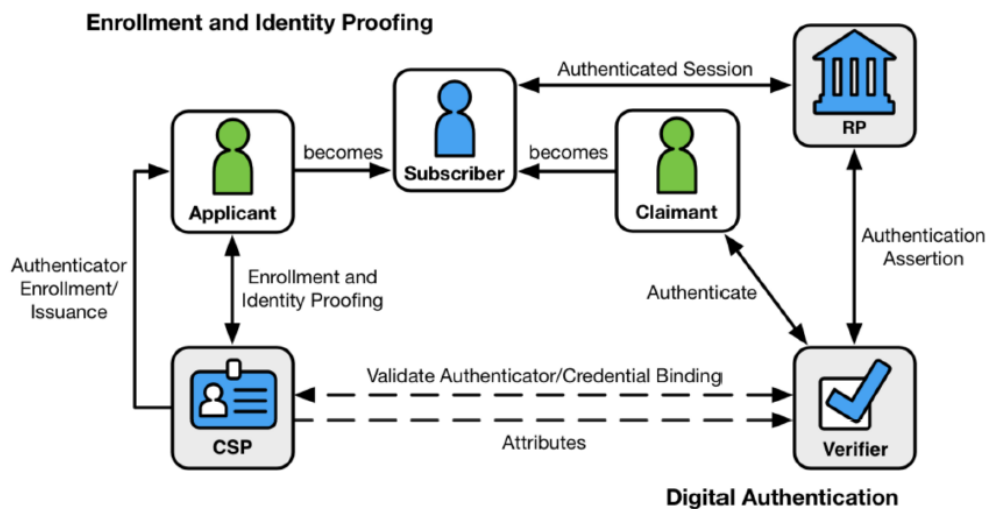 Enrollment and Identity Proofing
Authenticated Session
RP
becomes
Subscriber
becomes
Applicant
Claimant
Authenticator
Enrollment/
Issuance
Enrollment and
Identity Proofing
Authenticate
Authentication
Assertion
Validate Authenticator/Credential Binding
CSP
Attributes
Verifier
Digital Authentication